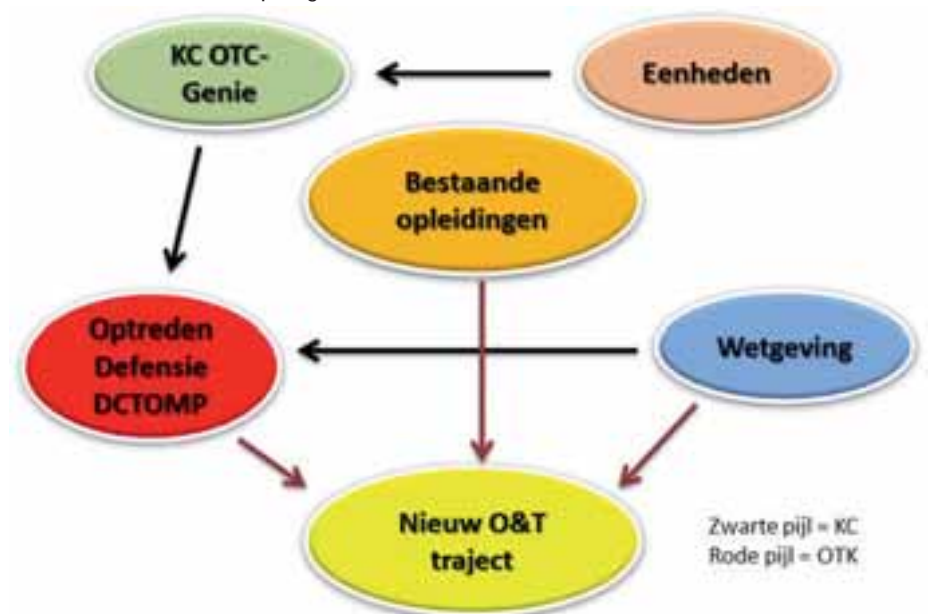 KC OTC-
Genie
Eenheden
Bestaande
opleidingen
Optreden
Defensie
DCTOMP
Wetgeving
Nieuw O&T
traject
Zwarte pijl = KC
Rode pijl = OTK